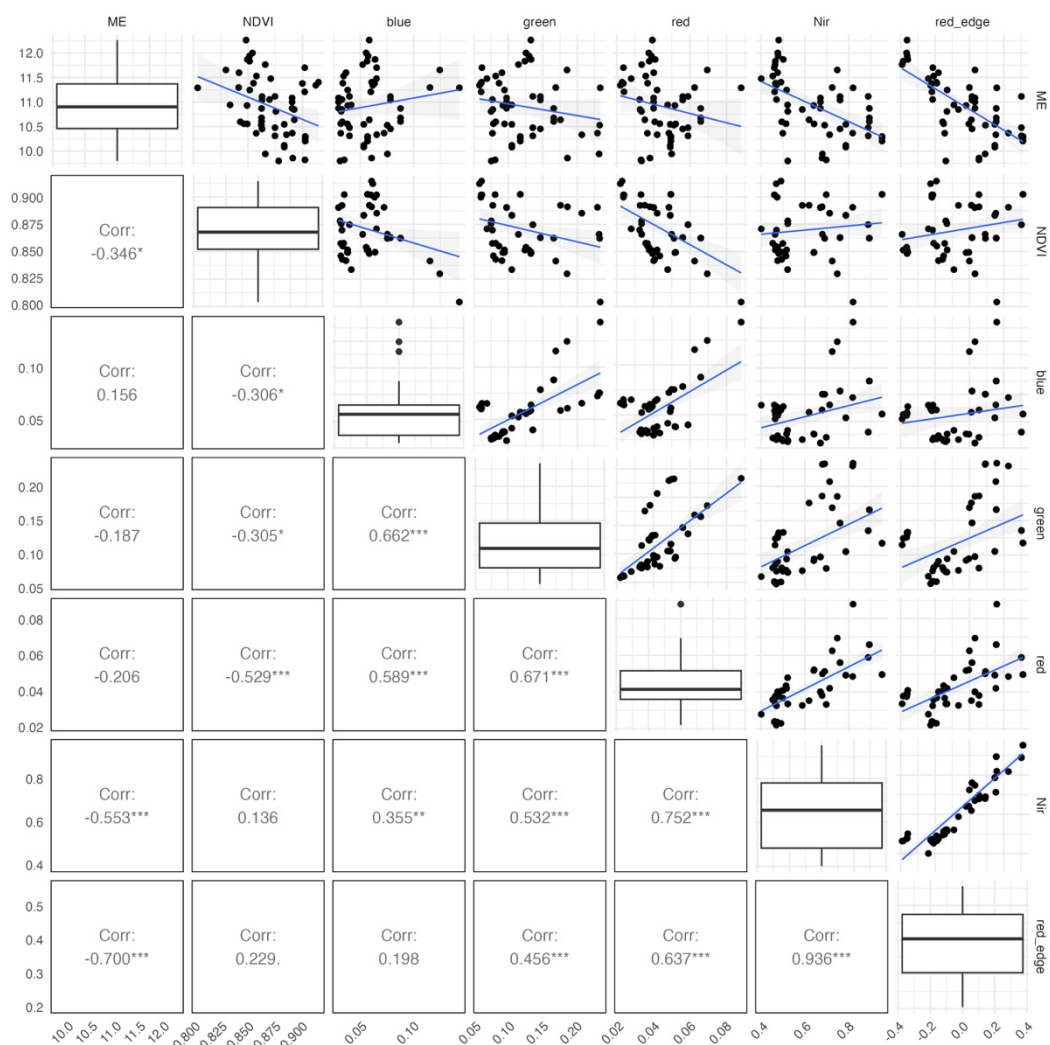 ME NDVI blue green red Nir red_edge
12.0
11.5
11.0
10.5
10.0
ME
0.900
0.875
0.850
0.825
0.800
Corr:
-0.346*
NDVI
0.10
0.05
Corr:
0.156
Corr:
-0.306*
blue
0.20
0.15
0.10
0.05
Corr:
-0.187
Corr:
-0.305*
Corr:
0.662***
green
0.08
0.06
0.04
0.02
Corr:
-0.206
Corr:
-0.529***
Corr:
0.589***
Corr:
0.671***
red
0.8
0.6
0.4
Corr:
-0.553***
Corr:
0.136
Corr:
0.355**
Corr:
0.532***
Corr:
0.752***
Nir
0.5
0.4
0.3
0.2
Corr:
-0.700***
Corr:
0.229.
Corr:
0.198
Corr:
0.456***
Corr:
0.637***
Corr:
0.936***
red_edge
10.0 10.5 11.0 11.5 12.0 0.800 0.825 0.850 0.875 0.900 0.05 0.10 0.05 0.10 0.15 0.20 0.02 0.04 0.06 0.08 0.4 0.6 0.8 -0.4 -0.2 0.0 0.2 0.4